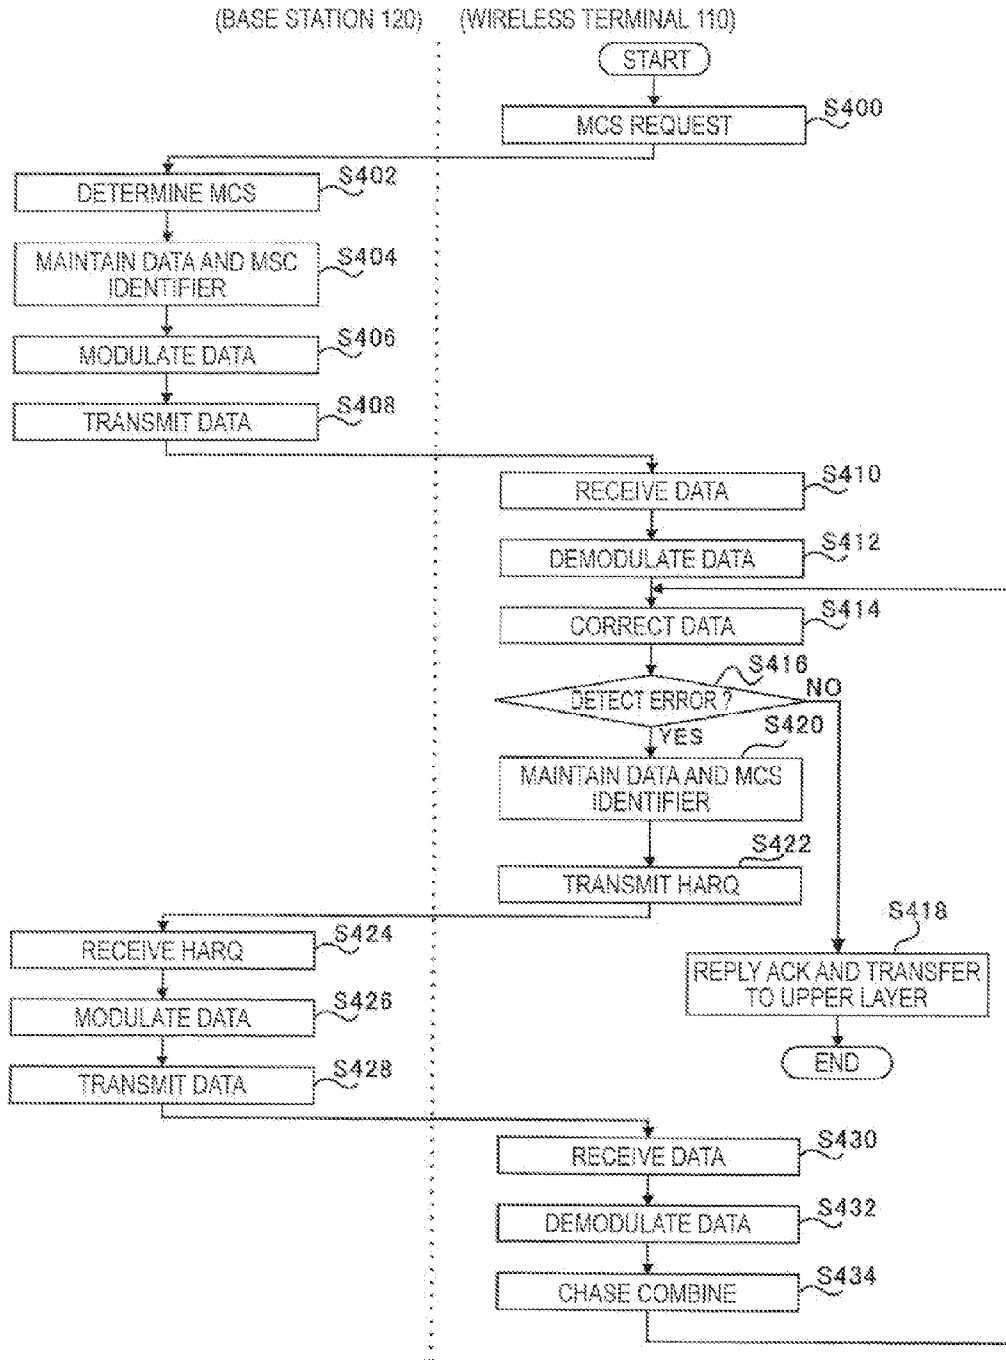 (BASE STATION 120)
(WIRELESS TERMINAL 110)
START
MCS REQUEST
S400
DETERMINE MCS
S402
MAINTAIN DATA AND MSC
IDENTIFIER
S404
MODULATE DATA
S406
TRANSMIT DATA
S408
RECEIVE DATA
S410
DEMODULATE DATA
S412
CORRECT DATA
S414
DETECT ERROR ?
S416
NO
YES
S420
MAINTAIN DATA AND MCS
IDENTIFIER
S422
TRANSMIT HARQ
S418
REPLY ACK AND TRANSFER
TO UPPER LAYER
END
RECEIVE HARQ
S424
MODULATE DATA
S426
TRANSMIT DATA
S428
RECEIVE DATA
S430
DEMODULATE DATA
S432
CHASE COMBINE
S434